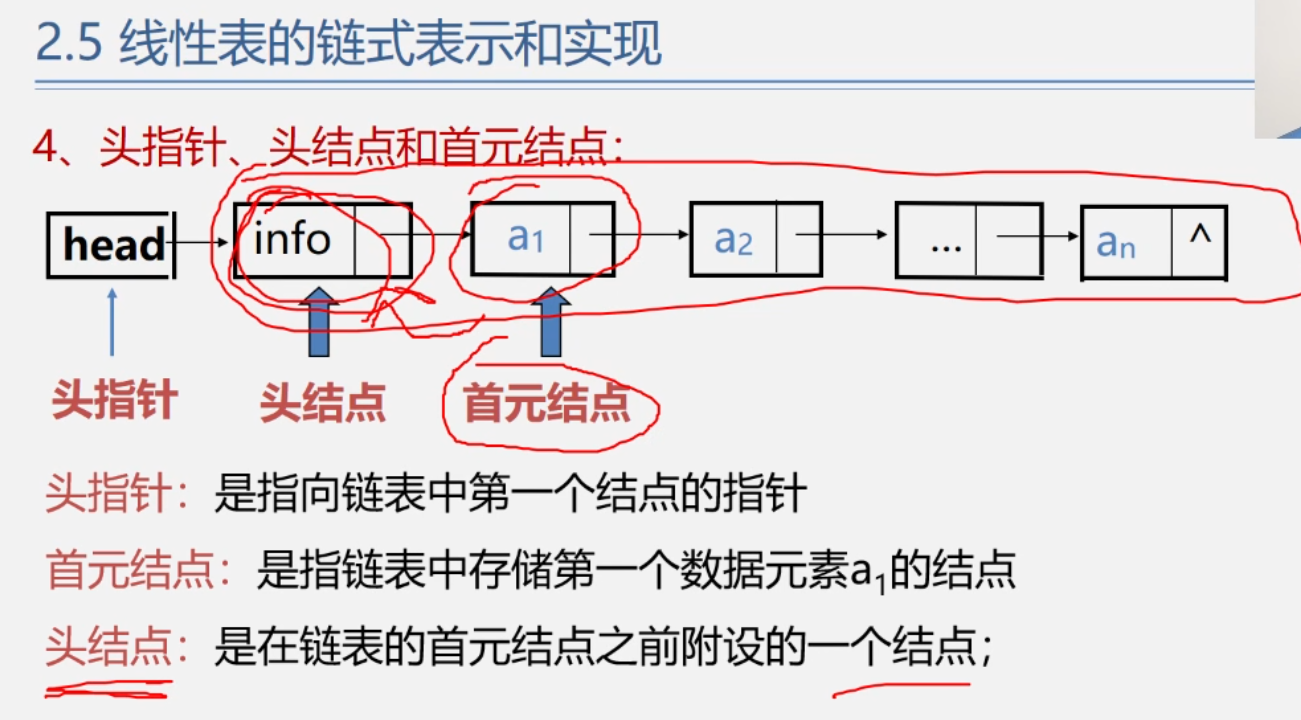 2.5 线性表的链式表示和实现
4、头指针、头结点和首元结点：
head info a1 a2 ... an ^
头指针 头结点 首元结点
头指针：是指向链表中第一个结点的指针
首元结点：是指链表中存储第一个数据元素a1的结点
头结点：是在链表的首元结点之前附设的一个结点；